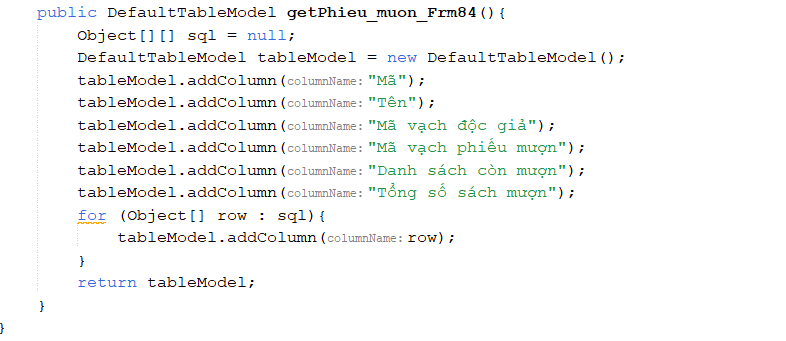 public DefaultTableModel getPhieu_muon_Frm84(){
Object[][] sql = null;
DefaultTableModel tableModel = new DefaultTableModel();
tableModel.addColumn(columnName: "Mã");
tableModel.addColumn(columnName: "Tên");
tableModel.addColumn(columnName: "Mã vạch độc giả");
tableModel.addColumn(columnName: "Mã vạch phiếu mượn");
tableModel.addColumn(columnName: "Danh sách còn mượn");
tableModel.addColumn(columnName: "Tổng số sách mượn");
for (Object[] row : sql){
tableModel.addColumn(columnName: row);
}
return tableModel;
}
}